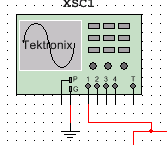 XSC1
Tektronix
P
G
1 2 3 4 T